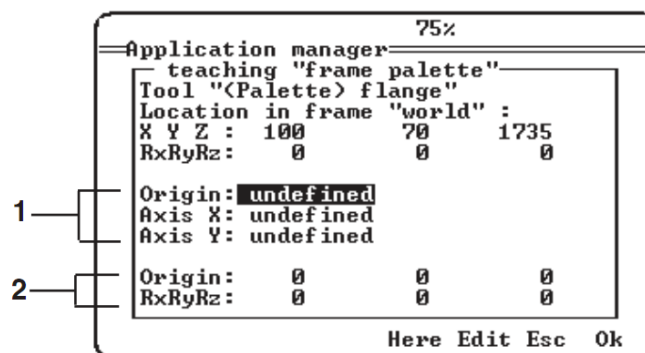 75%
Application manager
teaching "frame palette"
Tool "(Palette) flange"
Location in frame "world" :
X Y Z : 100 70 1735
RxRyRz: 0 0 0
1
Origin: undefined
Axis X: undefined
Axis Y: undefined
2
Origin: 0 0 0
RxRyRz: 0 0 0
Here Edit Esc Ok